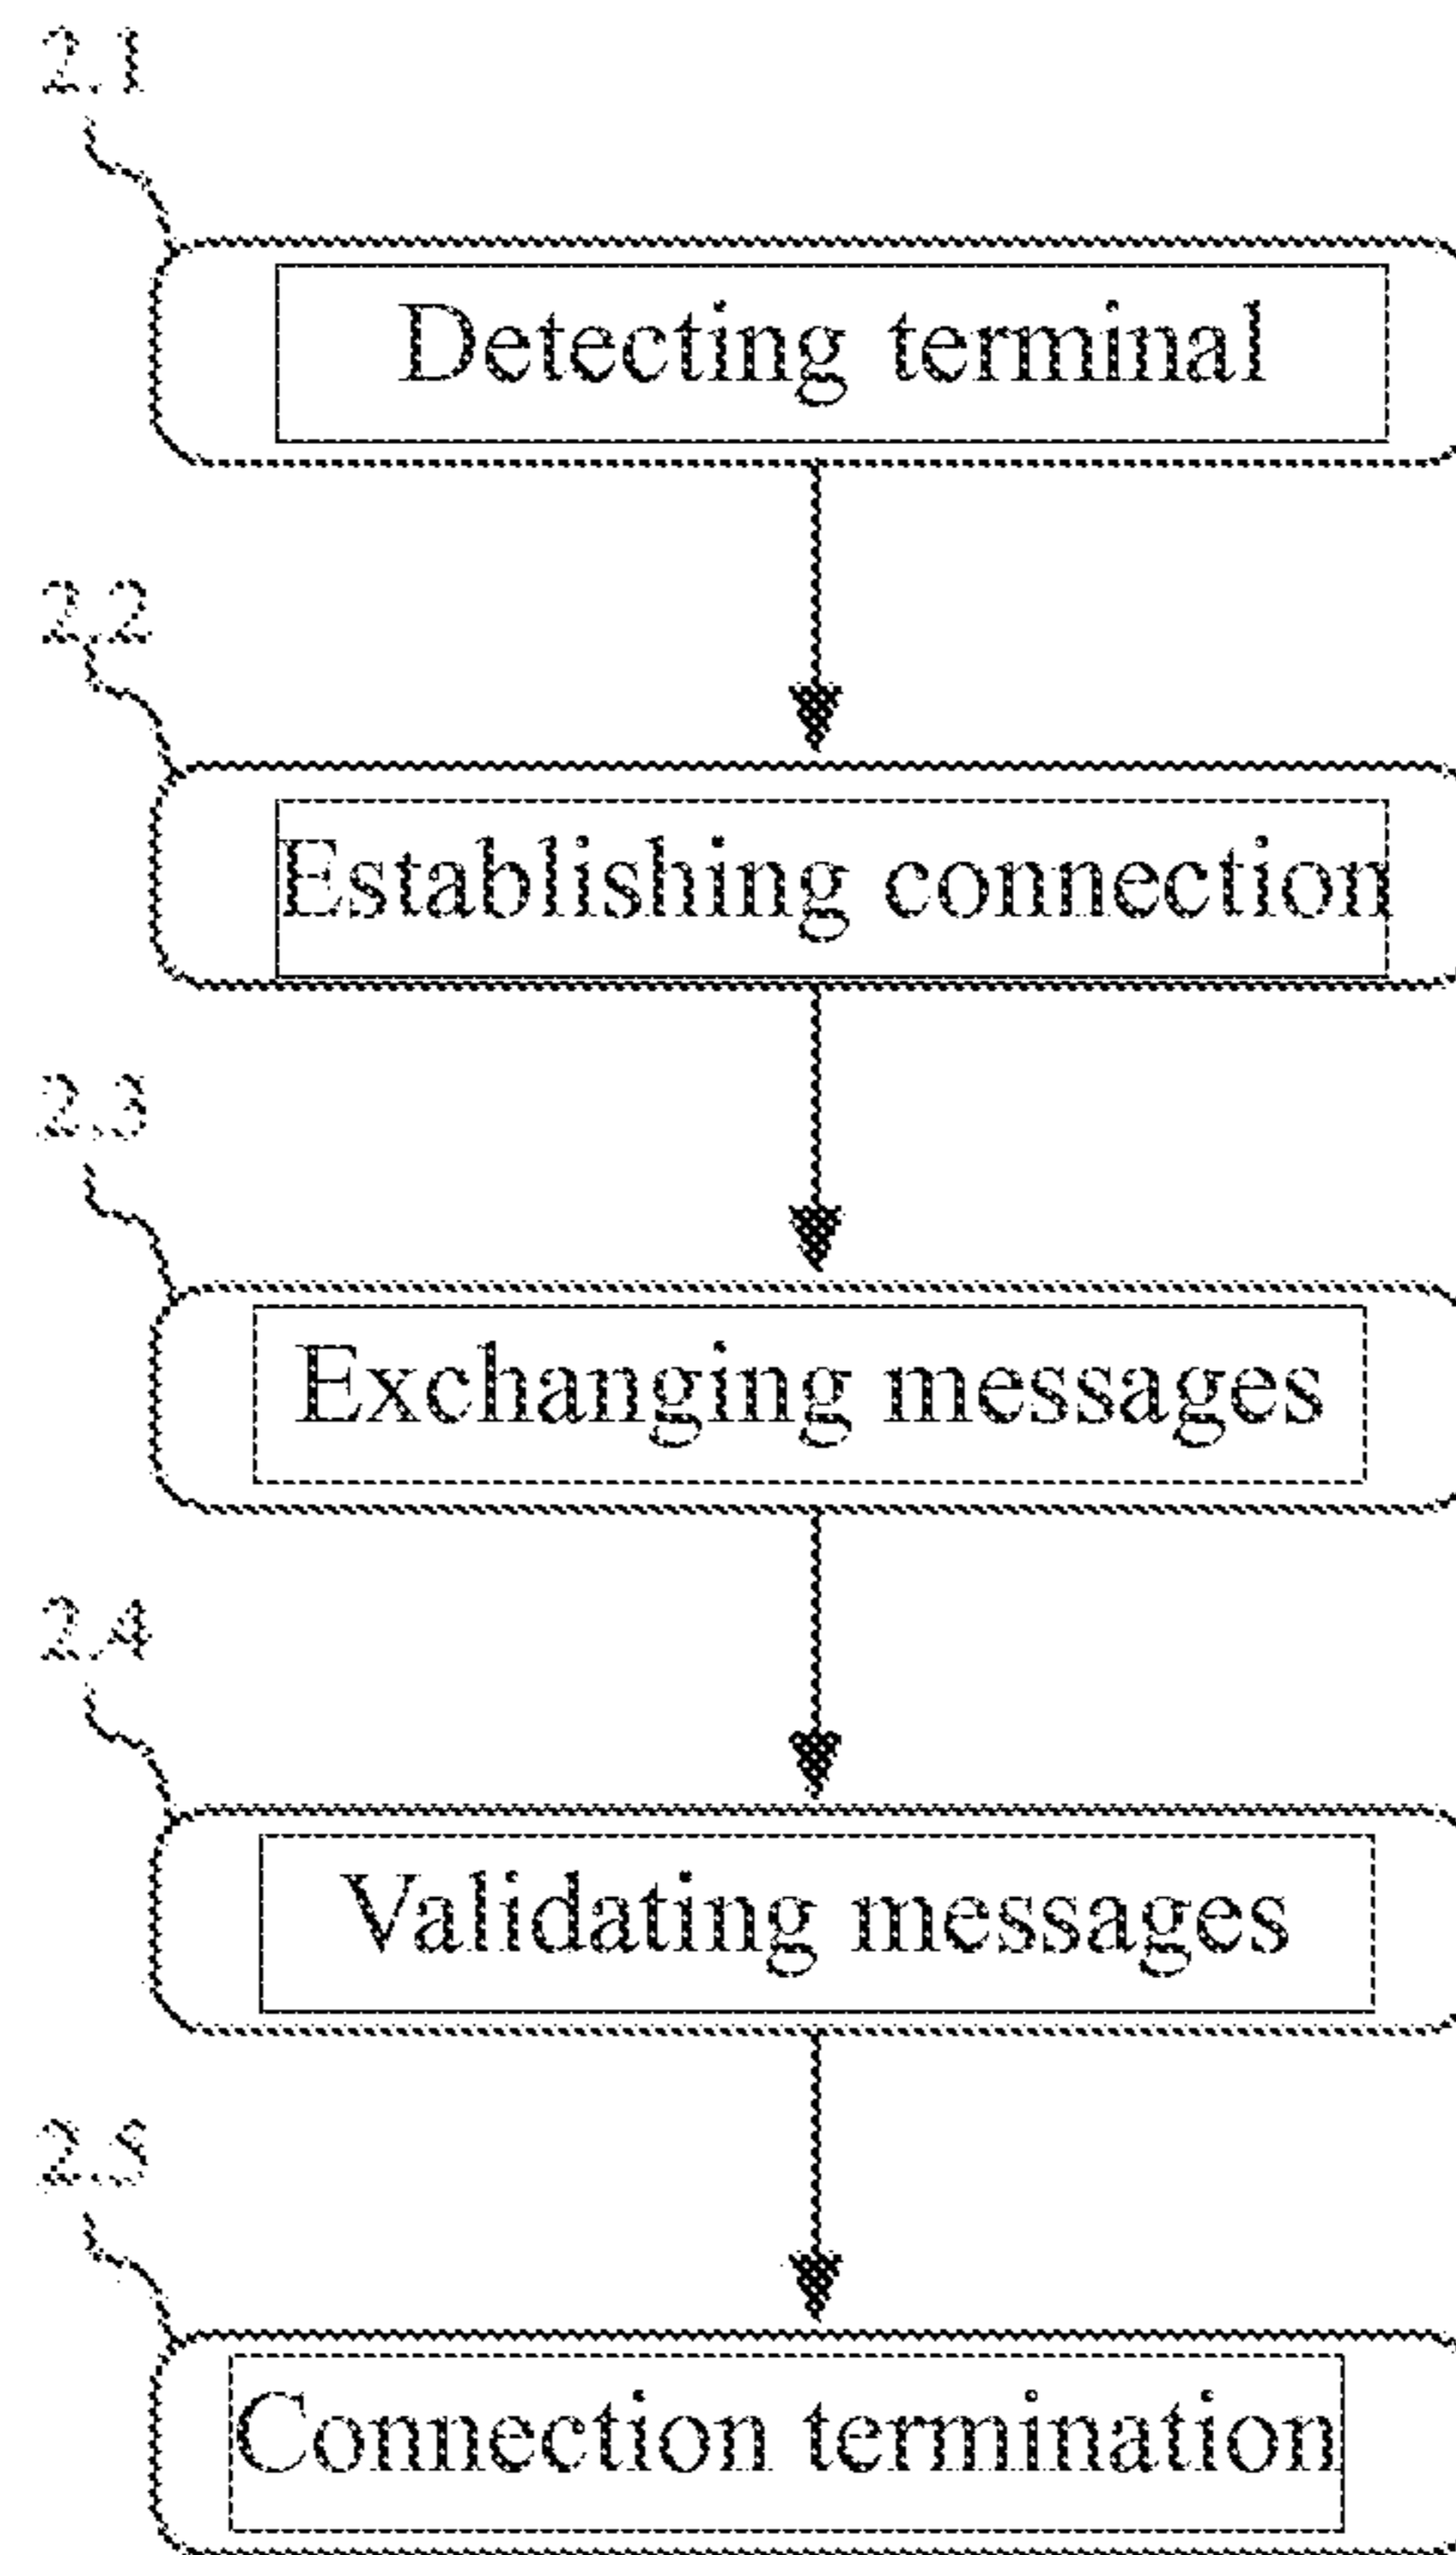 2.1
Detecting terminal
2.2
Establishing connection
2.3
Exchanging messages
2.4
Validating messages
2.5
Connection termination